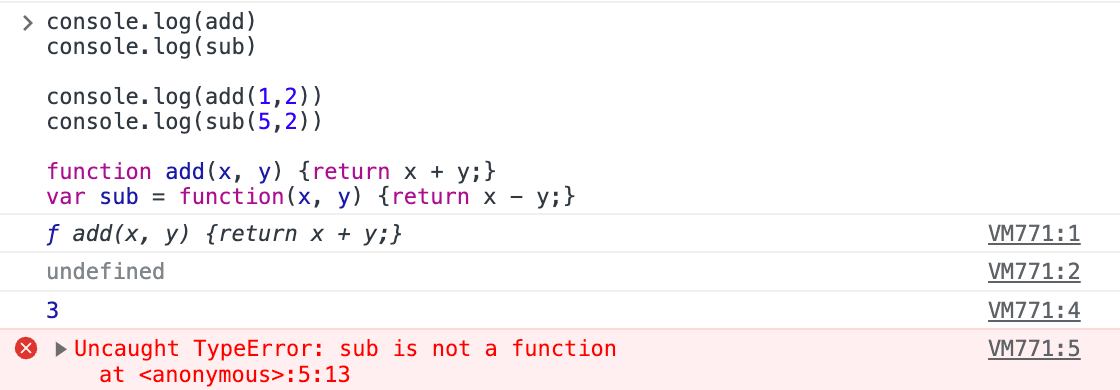 > console.log(add)
console.log(sub)
console.log(add(1,2))
console.log(sub(5,2))
function add(x, y) {return x + y;}
var sub = function(x, y) {return x - y;}
ƒ add(x, y) {return x + y;} VM771:1
undefined VM771:2
3 VM771:4
Uncaught TypeError: sub is not a function VM771:5
at <anonymous>:5:13